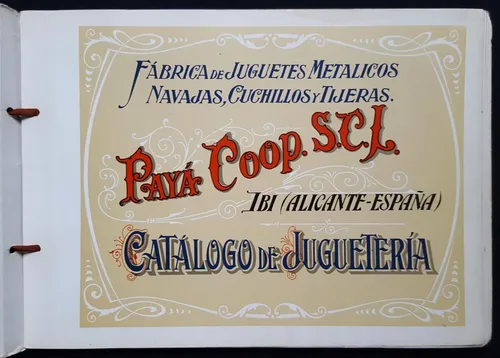 FÁBRICA DE JUGUETES METALICOS
NAVAJAS, CUCHILLOS Y TIJERAS.
PAYÁ COOP. S.C.L.
IBI (ALICANTE-ESPAÑA)
CATÁLOGO DE JUGUETERÍA